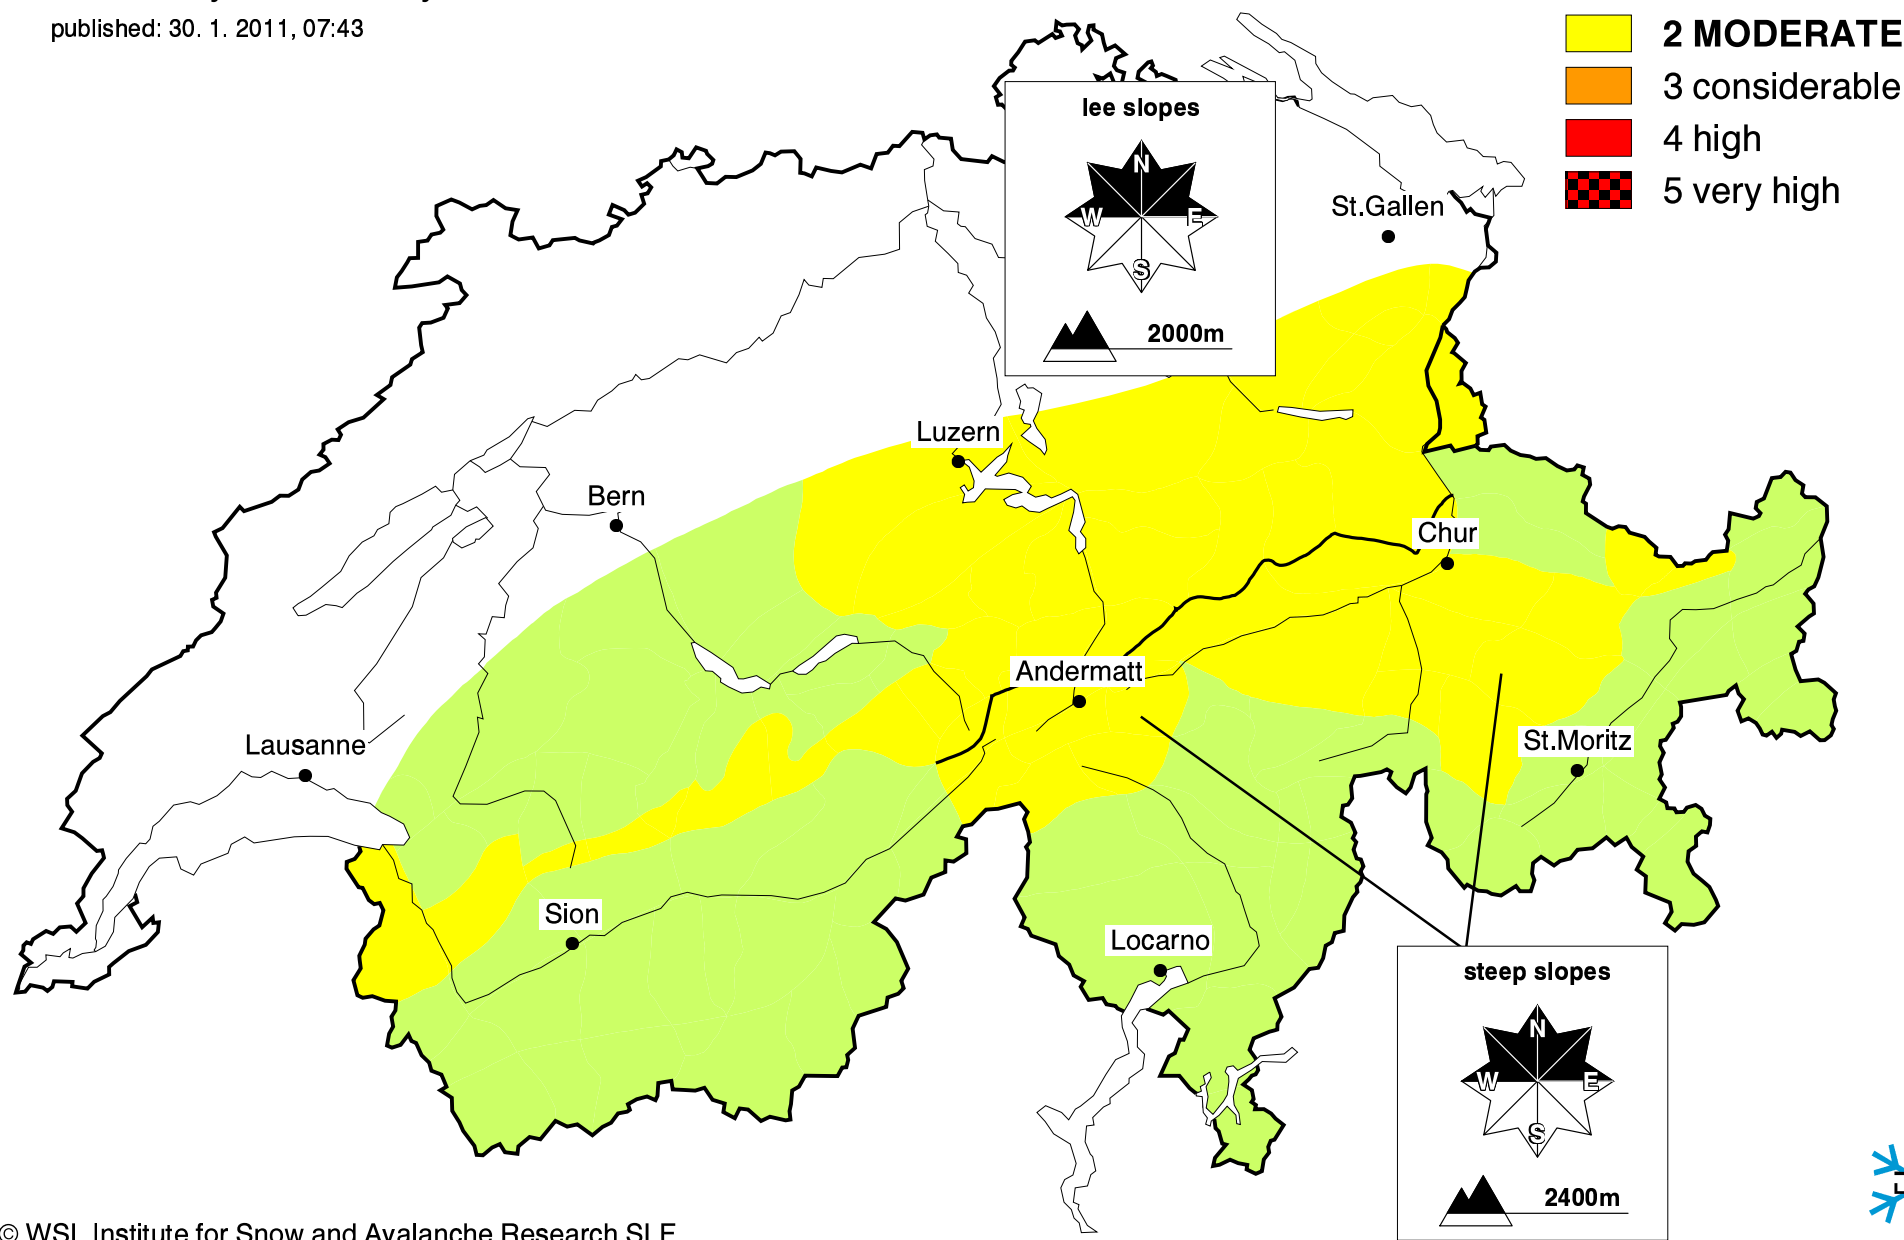 published: 30. 1. 2011, 07:43
2 MODERATE
3 considerable
4 high
5 very high
lee slopes
N
W E
S
2000m
St.Gallen
Luzern
Bern
Chur
Andermatt
Lausanne
St.Moritz
Sion
Locarno
steep slopes
N
W E
S
2400m
© WSL Institute for Snow and Avalanche Research SLF